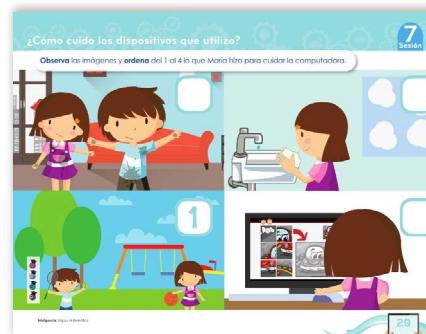 ¿Cómo cuido los dispositivos que utilizo?
7
Sesión
Observa las imágenes y ordena del 1 al 4 lo que María hizo para cuidar la computadora.
1
29